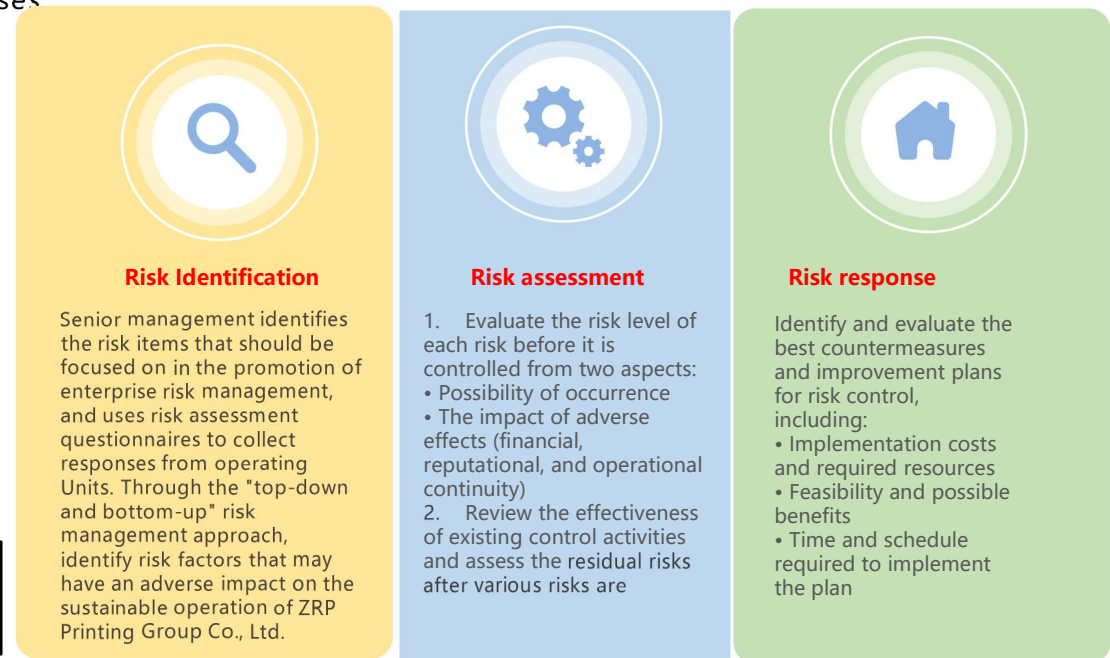 ses
Risk Identification
Senior management identifies
the risk items that should be
focused on in the promotion of
enterprise risk management,
and uses risk assessment
questionnaires to collect
responses from operating
Units. Through the "top-down
and bottom-up" risk
management approach,
identify risk factors that may
have an adverse impact on the
sustainable operation of ZRP
Printing Group Co., Ltd.
Risk assessment
1. Evaluate the risk level of
each risk before it is
controlled from two aspects:
• Possibility of occurrence
• The impact of adverse
effects (financial,
reputational, and operational
continuity)
2. Review the effectiveness
of existing control activities
and assess the residual risks
after various risks are
Risk response
Identify and evaluate the
best countermeasures
and improvement plans
for risk control,
including:
• Implementation costs
and required resources
• Feasibility and possible
benefits
• Time and schedule
required to implement
the plan